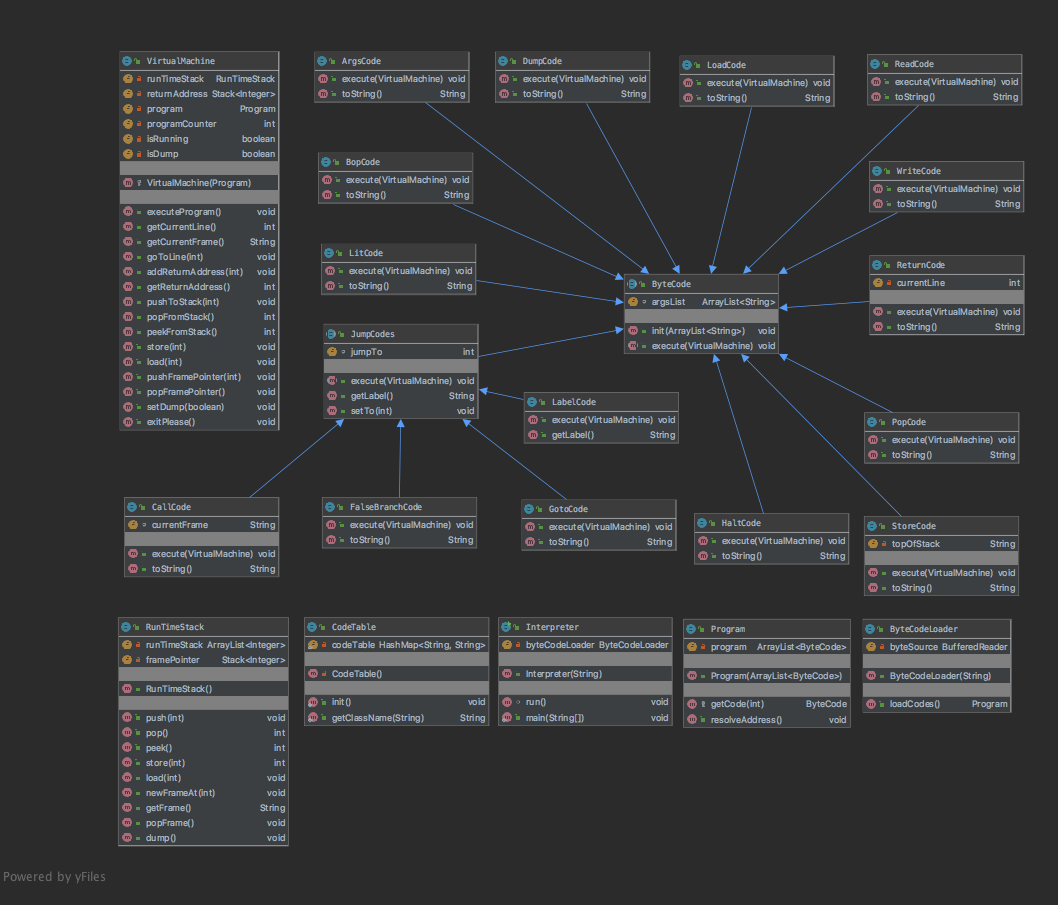 VirtualMachine
runTimeStack RunTimeStack
returnAddress Stack<Integer>
program Program
programCounter int
isRunning boolean
isDump boolean
VirtualMachine(Program)
executeProgram() void
getCurrentLine() int
getCurrentFrame() String
goToLine(int) void
addReturnAddress(int) void
getReturnAddress() int
pushToStack(int) void
popFromStack() int
peekFromStack() int
store(int) void
load(int) void
pushFramePointer(int) void
popFramePointer() void
setDump(boolean) void
exitPlease() void
ArgsCode
execute(VirtualMachine) void
toString() String
DumpCode
execute(VirtualMachine) void
toString() String
LoadCode
execute(VirtualMachine) void
toString() String
ReadCode
execute(VirtualMachine) void
toString() String
BopCode
execute(VirtualMachine) void
toString() String
WriteCode
execute(VirtualMachine) void
toString() String
LitCode
execute(VirtualMachine) void
toString() String
ByteCode
argsList ArrayList<String>
init(ArrayList<String>) void
execute(VirtualMachine) void
ReturnCode
currentLine int
execute(VirtualMachine) void
toString() String
JumpCodes
jumpTo int
execute(VirtualMachine) void
getLabel() String
setTo(int) void
LabelCode
execute(VirtualMachine) void
getLabel() String
PopCode
execute(VirtualMachine) void
toString() String
CallCode
currentFrame String
execute(VirtualMachine) void
toString() String
FalseBranchCode
execute(VirtualMachine) void
toString() String
GotoCode
execute(VirtualMachine) void
toString() String
HaltCode
execute(VirtualMachine) void
toString() String
StoreCode
topOfStack String
execute(VirtualMachine) void
toString() String
RunTimeStack
runTimeStack ArrayList<Integer>
framePointer Stack<Integer>
RunTimeStack()
push(int) void
pop() int
peek() int
store(int) int
load(int) void
newFrameAt(int) void
getFrame() String
popFrame() void
dump() void
CodeTable
codeTable HashMap<String, String>
CodeTable()
init() void
getClassName(String) String
Interpreter
byteCodeLoader ByteCodeLoader
Interpreter(String)
run() void
main(String[]) void
Program
program ArrayList<ByteCode>
Program(ArrayList<ByteCode>)
getCode(int) ByteCode
resolveAddress() void
ByteCodeLoader
byteSource BufferedReader
ByteCodeLoader(String)
loadCodes() Program
Powered by yFiles